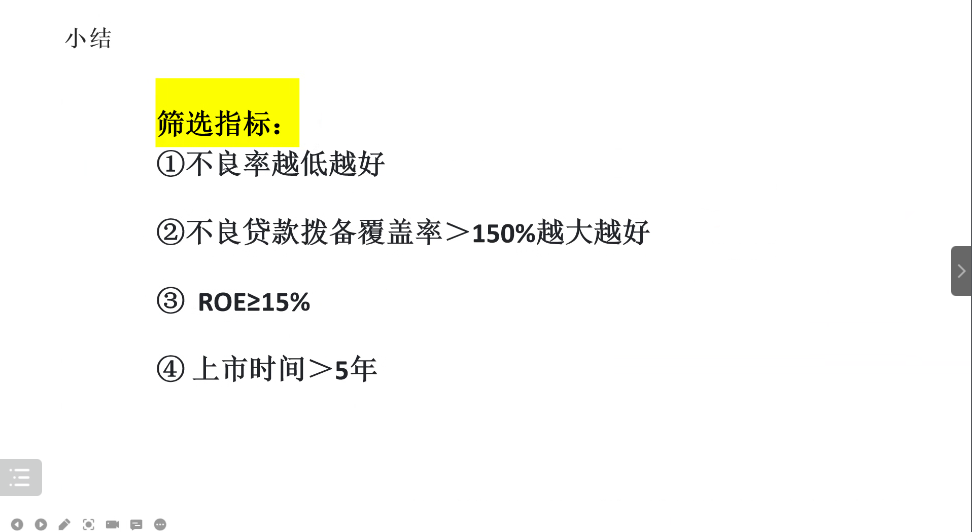 小结
筛选指标：
①不良率越低越好
②不良贷款拨备覆盖率＞150%越大越好
③ ROE≥15%
④ 上市时间＞5年